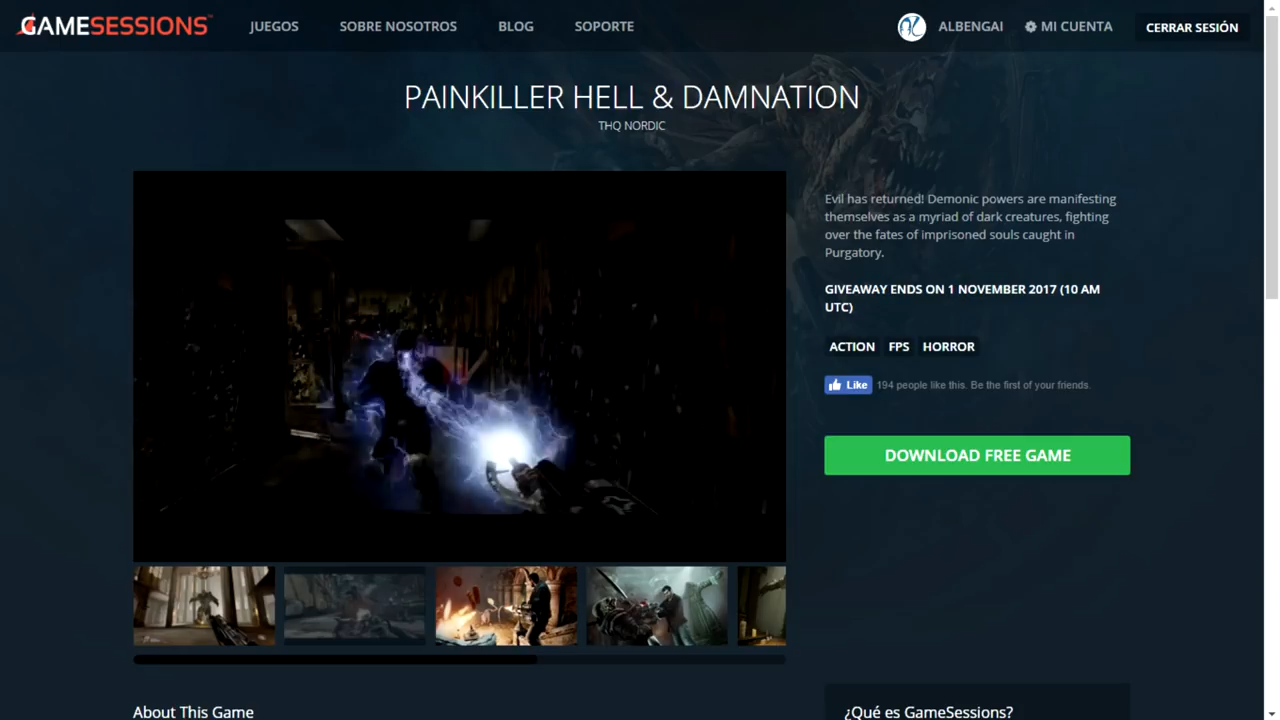 GAMESESSIONS™
JUEGOS
SOBRE NOSOTROS
BLOG
SOPORTE
ALBENGAI
MI CUENTA
CERRAR SESIÓN
PAINKILLER HELL & DAMNATION
THQ NORDIC
Evil has returned! Demonic powers are manifesting
themselves as a myriad of dark creatures, fighting
over the fates of imprisoned souls caught in
Purgatory.
GIVEAWAY ENDS ON 1 NOVEMBER 2017 (10 AM
UTC)
ACTION FPS HORROR
Like 194 people like this. Be the first of your friends.
DOWNLOAD FREE GAME
About This Game
¿Qué es GameSessions?